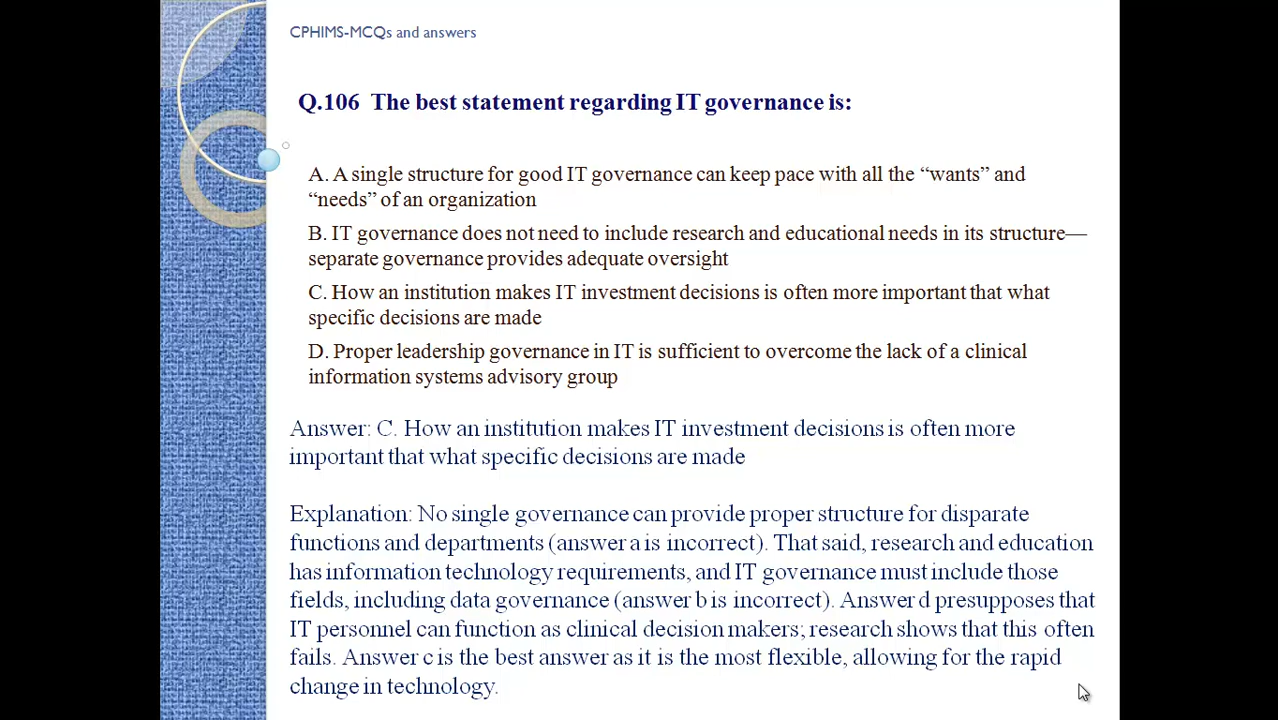 CPHIMS-MCQs and answers
Q.106 The best statement regarding IT governance is:
A. A single structure for good IT governance can keep pace with all the “wants” and
“needs” of an organization
B. IT governance does not need to include research and educational needs in its structure—
separate governance provides adequate oversight
C. How an institution makes IT investment decisions is often more important that what
specific decisions are made
D. Proper leadership governance in IT is sufficient to overcome the lack of a clinical
information systems advisory group
Answer: C. How an institution makes IT investment decisions is often more
important that what specific decisions are made
Explanation: No single governance can provide proper structure for disparate
functions and departments (answer a is incorrect). That said, research and education
has information technology requirements, and IT governance must include those
fields, including data governance (answer b is incorrect). Answer d presupposes that
IT personnel can function as clinical decision makers; research shows that this often
fails. Answer c is the best answer as it is the most flexible, allowing for the rapid
change in technology.